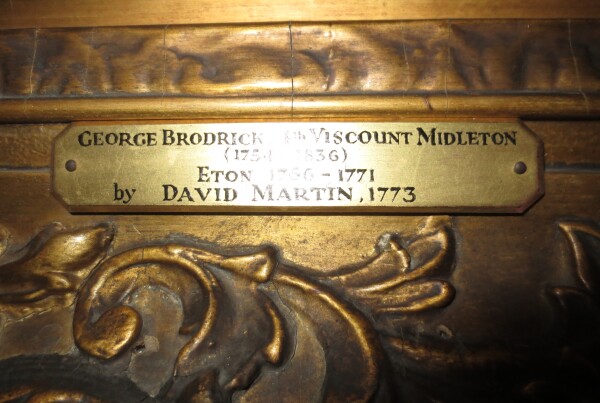 GEORGE BRODRICK 4th VISCOUNT MIDLETON
(1754 - 1836)
ETON 1766 - 1771
by DAVID MARTIN, 1773